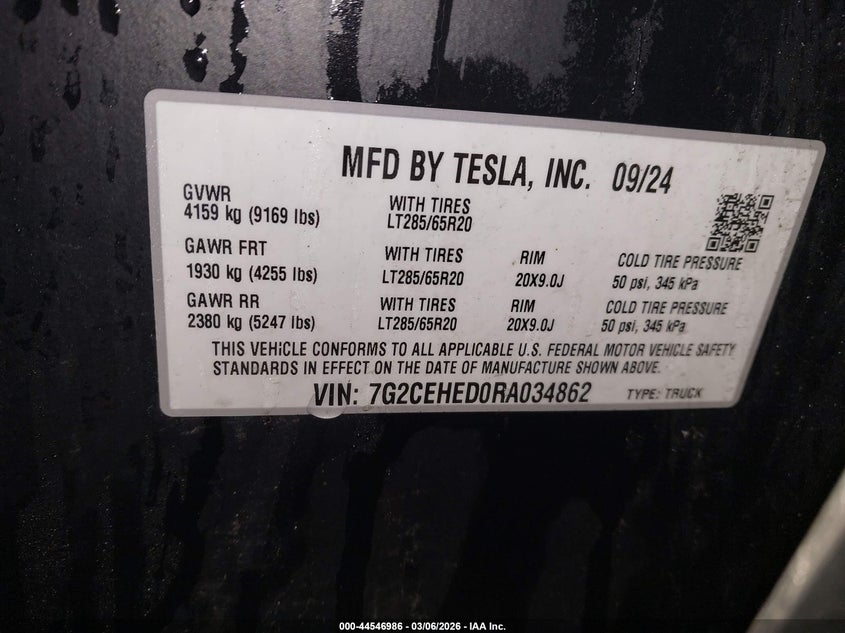 MFD BY TESLA, INC. 09/24
GVWR
4159 kg (9169 lbs)
WITH TIRES
LT285/65R20
GAWR FRT
1930 kg (4255 lbs)
WITH TIRES
LT285/65R20
RIM
20X9.0J
COLD TIRE PRESSURE
50 psi, 345 kPa
GAWR RR
2380 kg (5247 lbs)
WITH TIRES
LT285/65R20
RIM
20X9.0J
COLD TIRE PRESSURE
50 psi, 345 kPa
THIS VEHICLE CONFORMS TO ALL APPLICABLE U.S. FEDERAL MOTOR VEHICLE SAFETY
STANDARDS IN EFFECT ON THE DATE OF MANUFACTURE SHOWN ABOVE.
VIN: 7G2CEHED0RA034862 TYPE: TRUCK
000-44546986 - 03/06/2026 - IAA Inc.